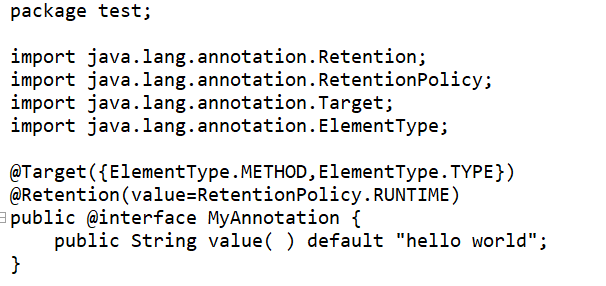 package test;
import java.lang.annotation.Retention;
import java.lang.annotation.RetentionPolicy;
import java.lang.annotation.Target;
import java.lang.annotation.ElementType;
@Target({ElementType.METHOD,ElementType.TYPE})
@Retention(value=RetentionPolicy.RUNTIME)
public @interface MyAnnotation {
    public String value( ) default "hello world";
}